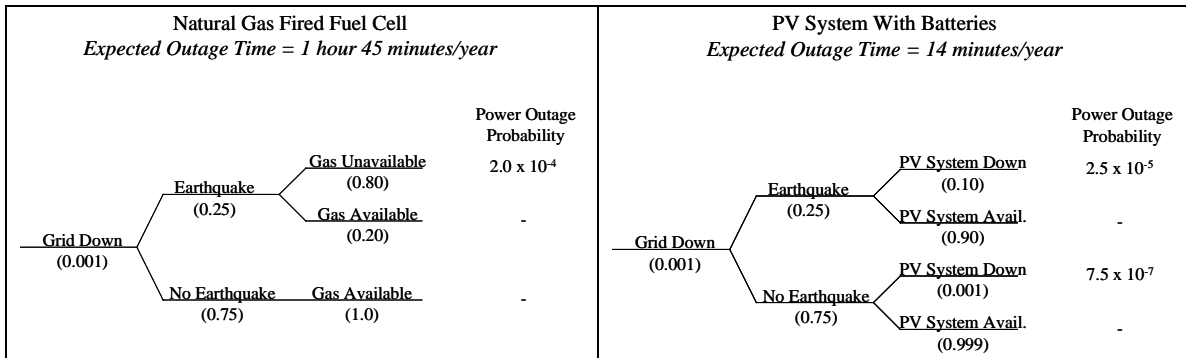 Natural Gas Fired Fuel Cell
Expected Outage Time = 1 hour 45 minutes/year
Power Outage
Probability
Gas Unavailable 2.0 x 10-4
(0.80)
Earthquake
(0.25)
Gas Available -
(0.20)
Grid Down
(0.001)
No Earthquake Gas Available -
(0.75) (1.0)
PV System With Batteries
Expected Outage Time = 14 minutes/year
Power Outage
Probability
PV System Down 2.5 x 10-5
(0.10)
Earthquake
(0.25)
PV System Avail. -
(0.90)
Grid Down
(0.001)
PV System Down 7.5 x 10-7
(0.001)
No Earthquake
(0.75)
PV System Avail. -
(0.999)